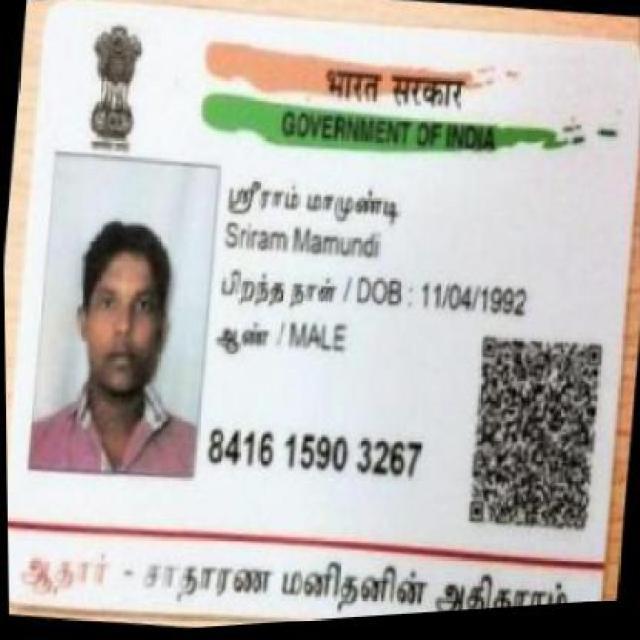 भारत सरकार
GOVERNMENT OF INDIA
ஸ்ரீராம் மாமுண்டி
Sriram Mamundi
பிறந்த நாள் / DOB : 11/04/1992
ஆண் / MALE
8416 1590 3267
ஆதார் - சாதாரண மனிதனின் அதிகாரம்